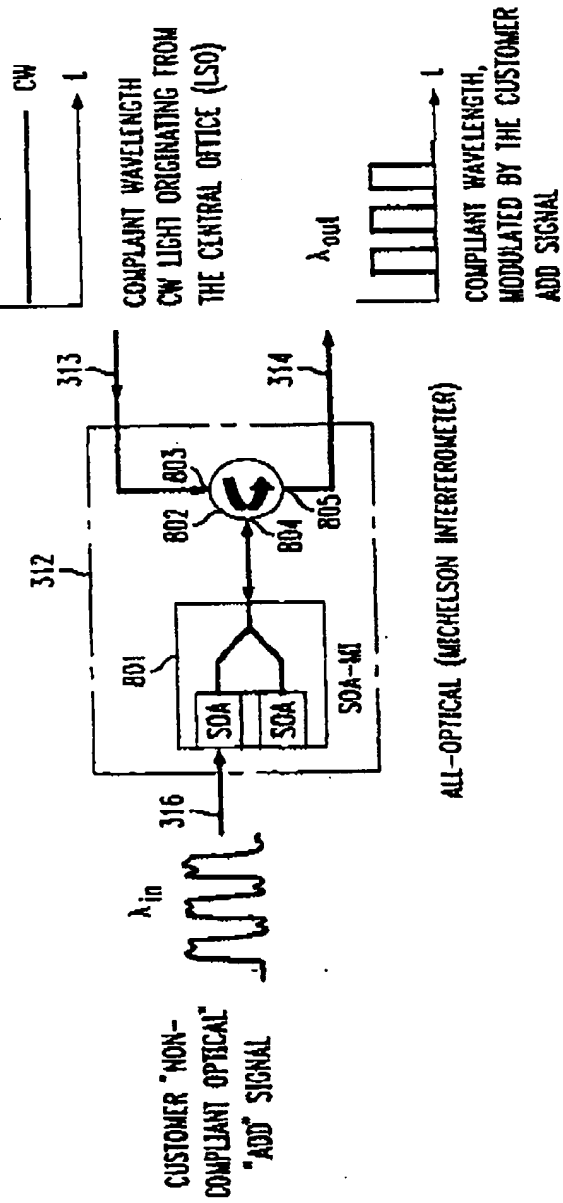 CUSTOMER "NON-
COMPLIANT OPTICAL"
"ADD" SIGNAL
λin
316
312
801
SOA
SOA
SOA-MI
802
803
804
805
313
314
CW
t
COMPLAINT WAVELENGTH
CW LIGHT ORIGINATING FROM
THE CENTRAL OFFICE (LSO)
λout
t
COMPLIANT WAVELENGTH,
MODULATED BY THE CUSTOMER
ADD SIGNAL
ALL-OPTICAL (MICHELSON INTERFEROMETER)